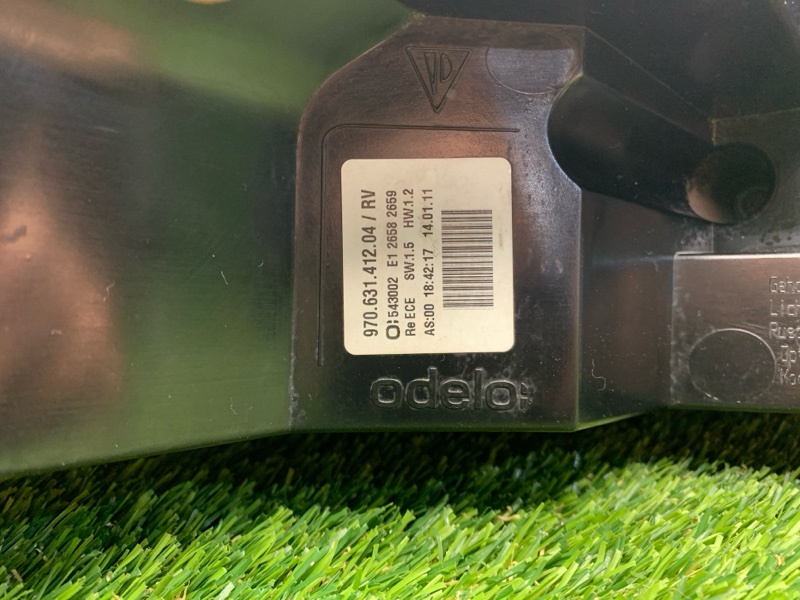 970.631.412.04 / RV
543002 E1 2658 2659
Re ECE SW:1.5 HW:1.2
AS:00 18:42:17 14.01.11
odelo